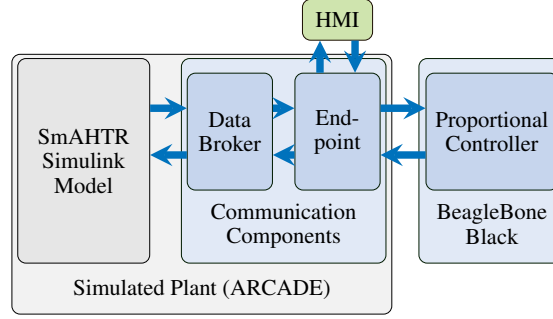 HMI
SmAHTR
Simulink
Model
Data
Broker
End-
point
Proportional
Controller
Communication
Components
BeagleBone
Black
Simulated Plant (ARCADE)